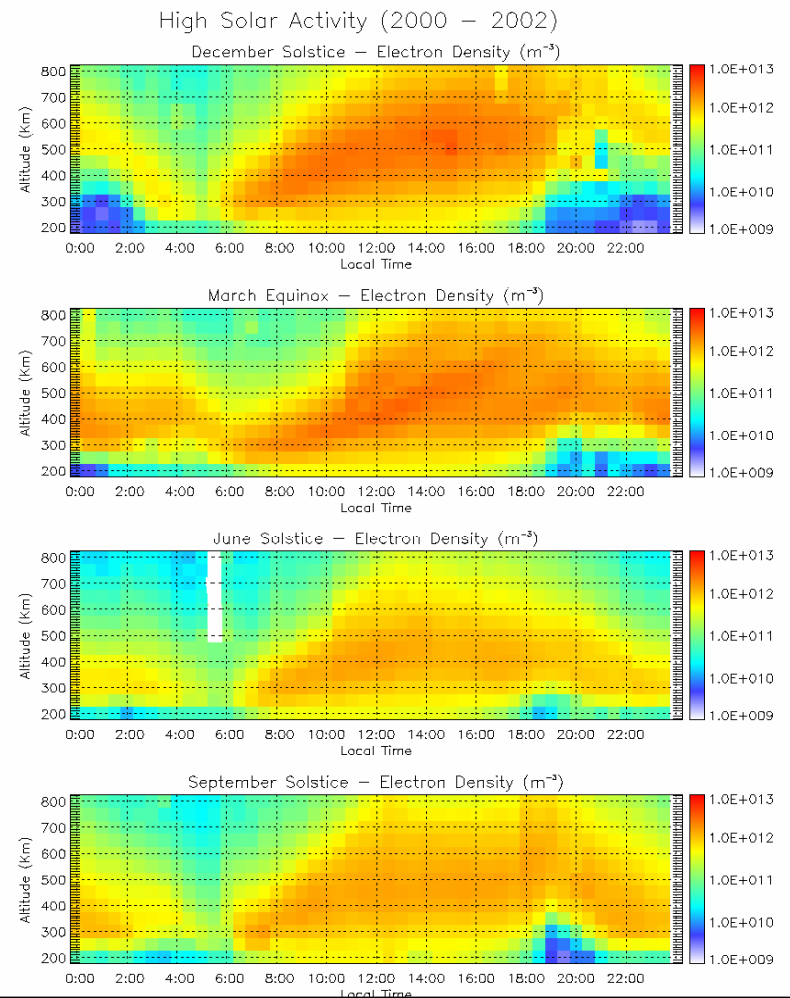 High Solar Activity (2000 – 2002)
December Solstice – Electron Density (m⁻³)
Altitude (Km)
800
700
600
500
400
300
200
0:00 2:00 4:00 6:00 8:00 10:00 12:00 14:00 16:00 18:00 20:00 22:00
Local Time
1.0E+013
1.0E+012
1.0E+011
1.0E+010
1.0E+009
March Equinox – Electron Density (m⁻³)
Altitude (Km)
800
700
600
500
400
300
200
0:00 2:00 4:00 6:00 8:00 10:00 12:00 14:00 16:00 18:00 20:00 22:00
Local Time
1.0E+013
1.0E+012
1.0E+011
1.0E+010
1.0E+009
June Solstice – Electron Density (m⁻³)
Altitude (Km)
800
700
600
500
400
300
200
0:00 2:00 4:00 6:00 8:00 10:00 12:00 14:00 16:00 18:00 20:00 22:00
Local Time
1.0E+013
1.0E+012
1.0E+011
1.0E+010
1.0E+009
September Solstice – Electron Density (m⁻³)
Altitude (Km)
800
700
600
500
400
300
200
0:00 2:00 4:00 6:00 8:00 10:00 12:00 14:00 16:00 18:00 20:00 22:00
Local Time
1.0E+013
1.0E+012
1.0E+011
1.0E+010
1.0E+009